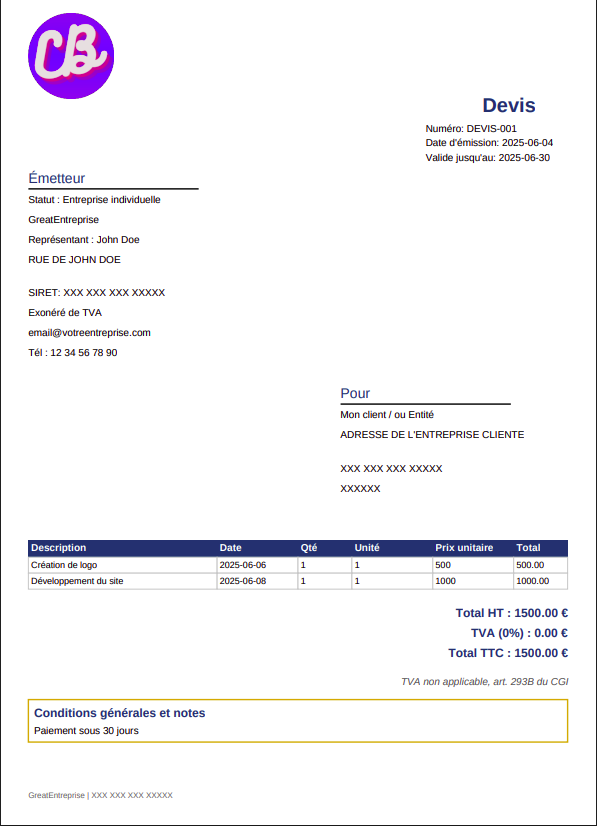 CB
Devis
Numéro: DEVIS-001
Date d'émission: 2025-06-04
Valide jusqu'au: 2025-06-30
Émetteur
Statut : Entreprise individuelle
GreatEntreprise
Représentant : John Doe
RUE DE JOHN DOE
SIRET: XXX XXX XXX XXXXX
Exonéré de TVA
email@votreentreprise.com
Tél : 12 34 56 78 90
Pour
Mon client / ou Entité
ADRESSE DE L'ENTREPRISE CLIENTE
XXX XXX XXX XXXXX
XXXXXX
Description Date Qté Unité Prix unitaire Total
Création de logo 2025-06-06 1 1 500 500.00
Développement du site 2025-06-08 1 1 1000 1000.00
Total HT : 1500.00 €
TVA (0%) : 0.00 €
Total TTC : 1500.00 €
TVA non applicable, art. 293B du CGI
Conditions générales et notes
Paiement sous 30 jours
GreatEntreprise | XXX XXX XXX XXXXX